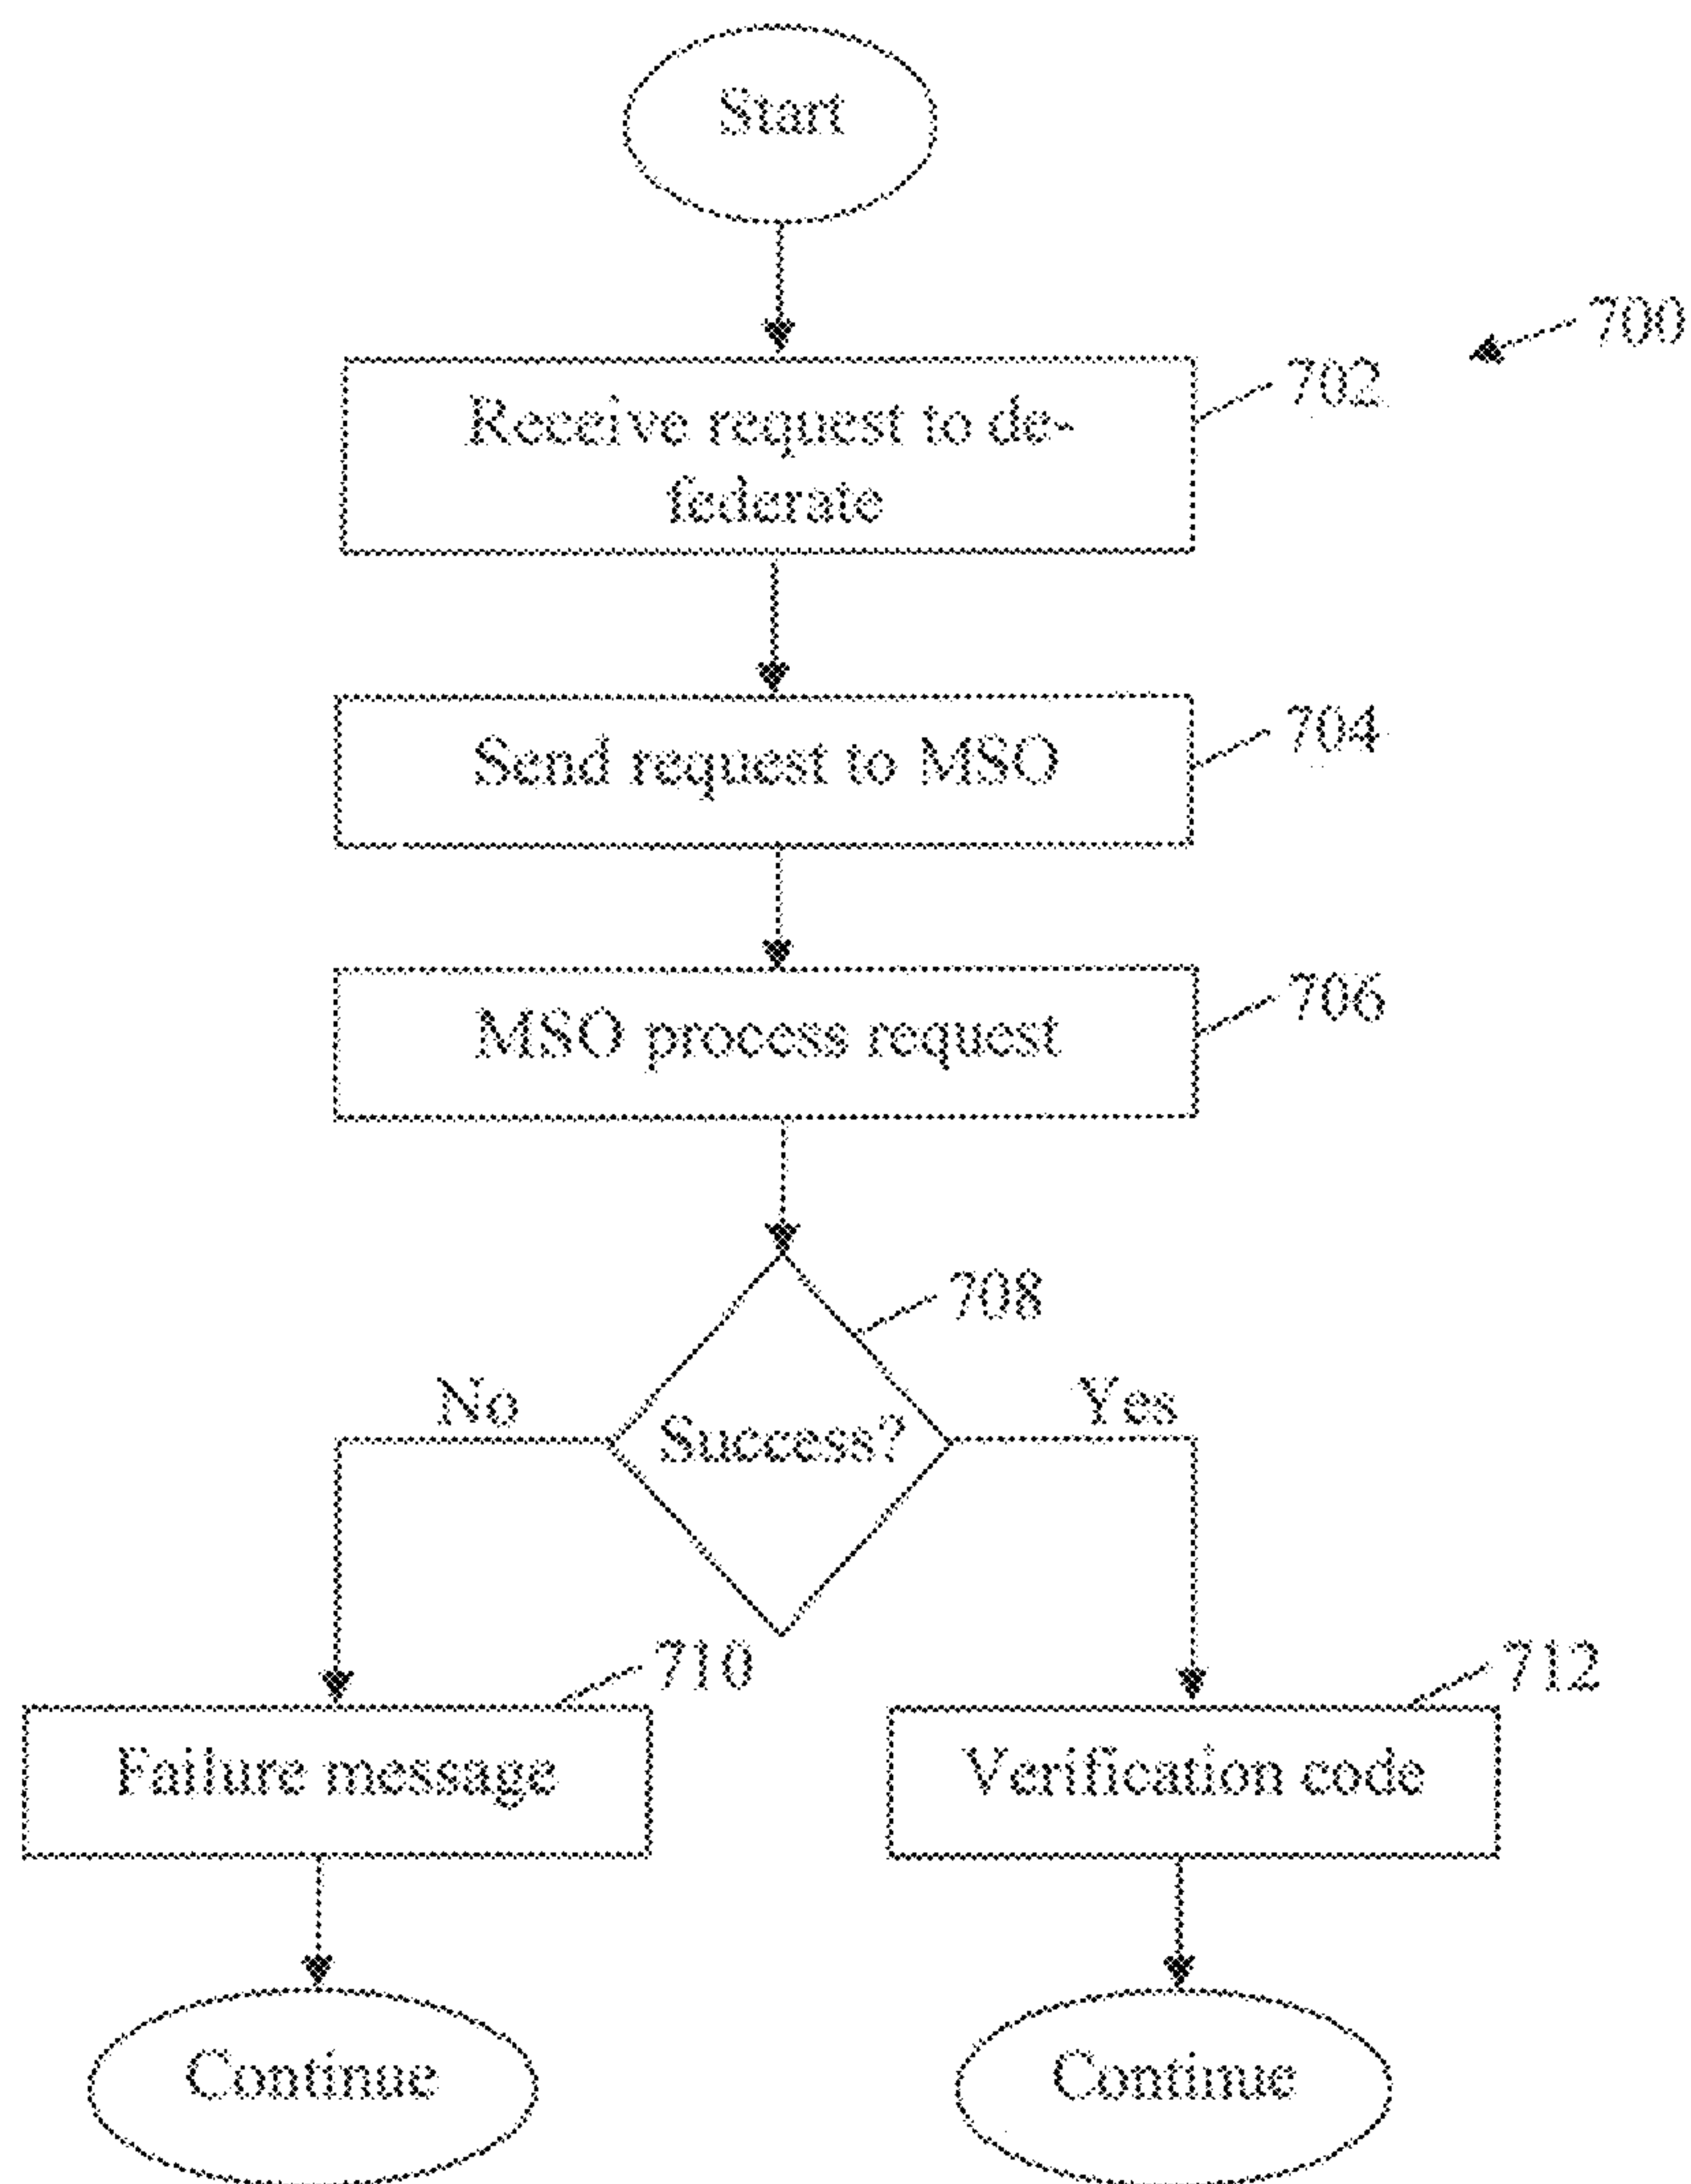 Start
700
702
Receive request to de-
federate
704
Send request to MSO
706
MSO process request
708
No
Yes
Success?
710
712
Failure message
Verification code
Continue
Continue